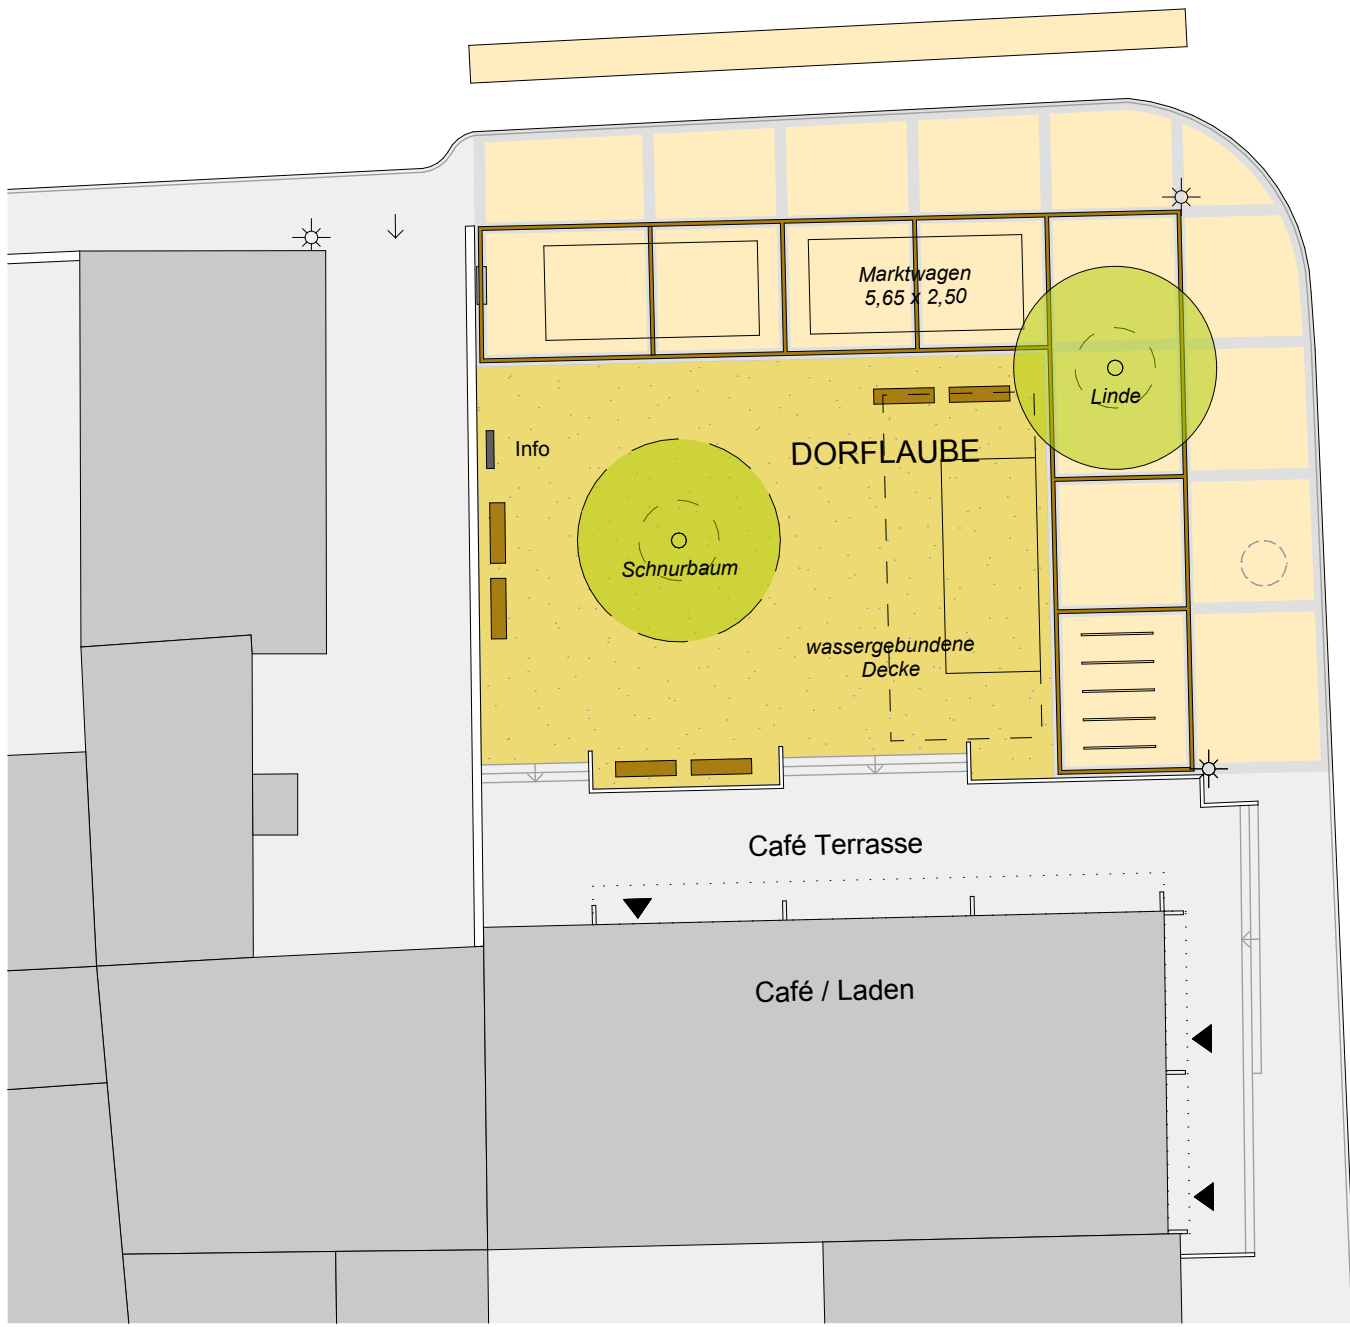 Marktwagen
5,65 x 2,50
Linde
Info
DORFLAUBE
Schnurbaum
wassergebundene
Decke
Café Terrasse
Café / Laden